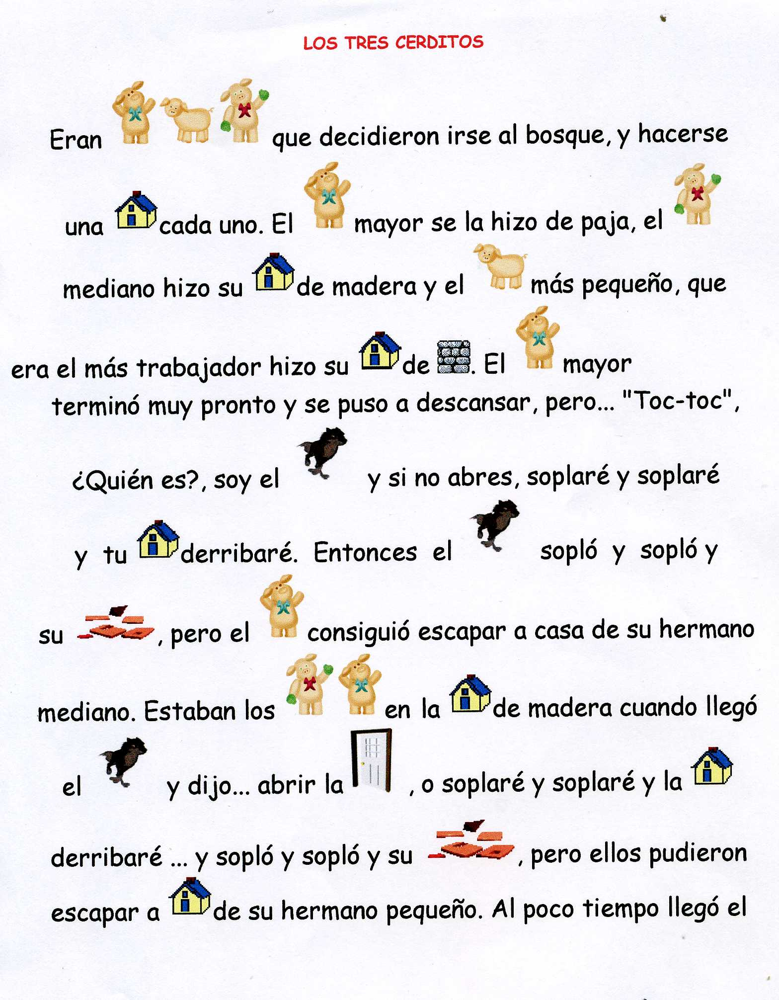 LOS TRES CERDITOS
Eran que decidieron irse al bosque, y hacerse
una cada uno. El mayor se la hizo de paja, el
mediano hizo su de madera y el más pequeño, que
era el más trabajador hizo su de . El mayor
terminó muy pronto y se puso a descansar, pero... "Toc-toc",
¿Quién es?, soy el y si no abres, soplaré y soplaré
y tu derribaré. Entonces el sopló y sopló y
su , pero el consiguió escapar a casa de su hermano
mediano. Estaban los en la de madera cuando llegó
el y dijo... abrir la , o soplaré y soplaré y la
derribaré ... y sopló y sopló y su , pero ellos pudieron
escapar a de su hermano pequeño. Al poco tiempo llegó el